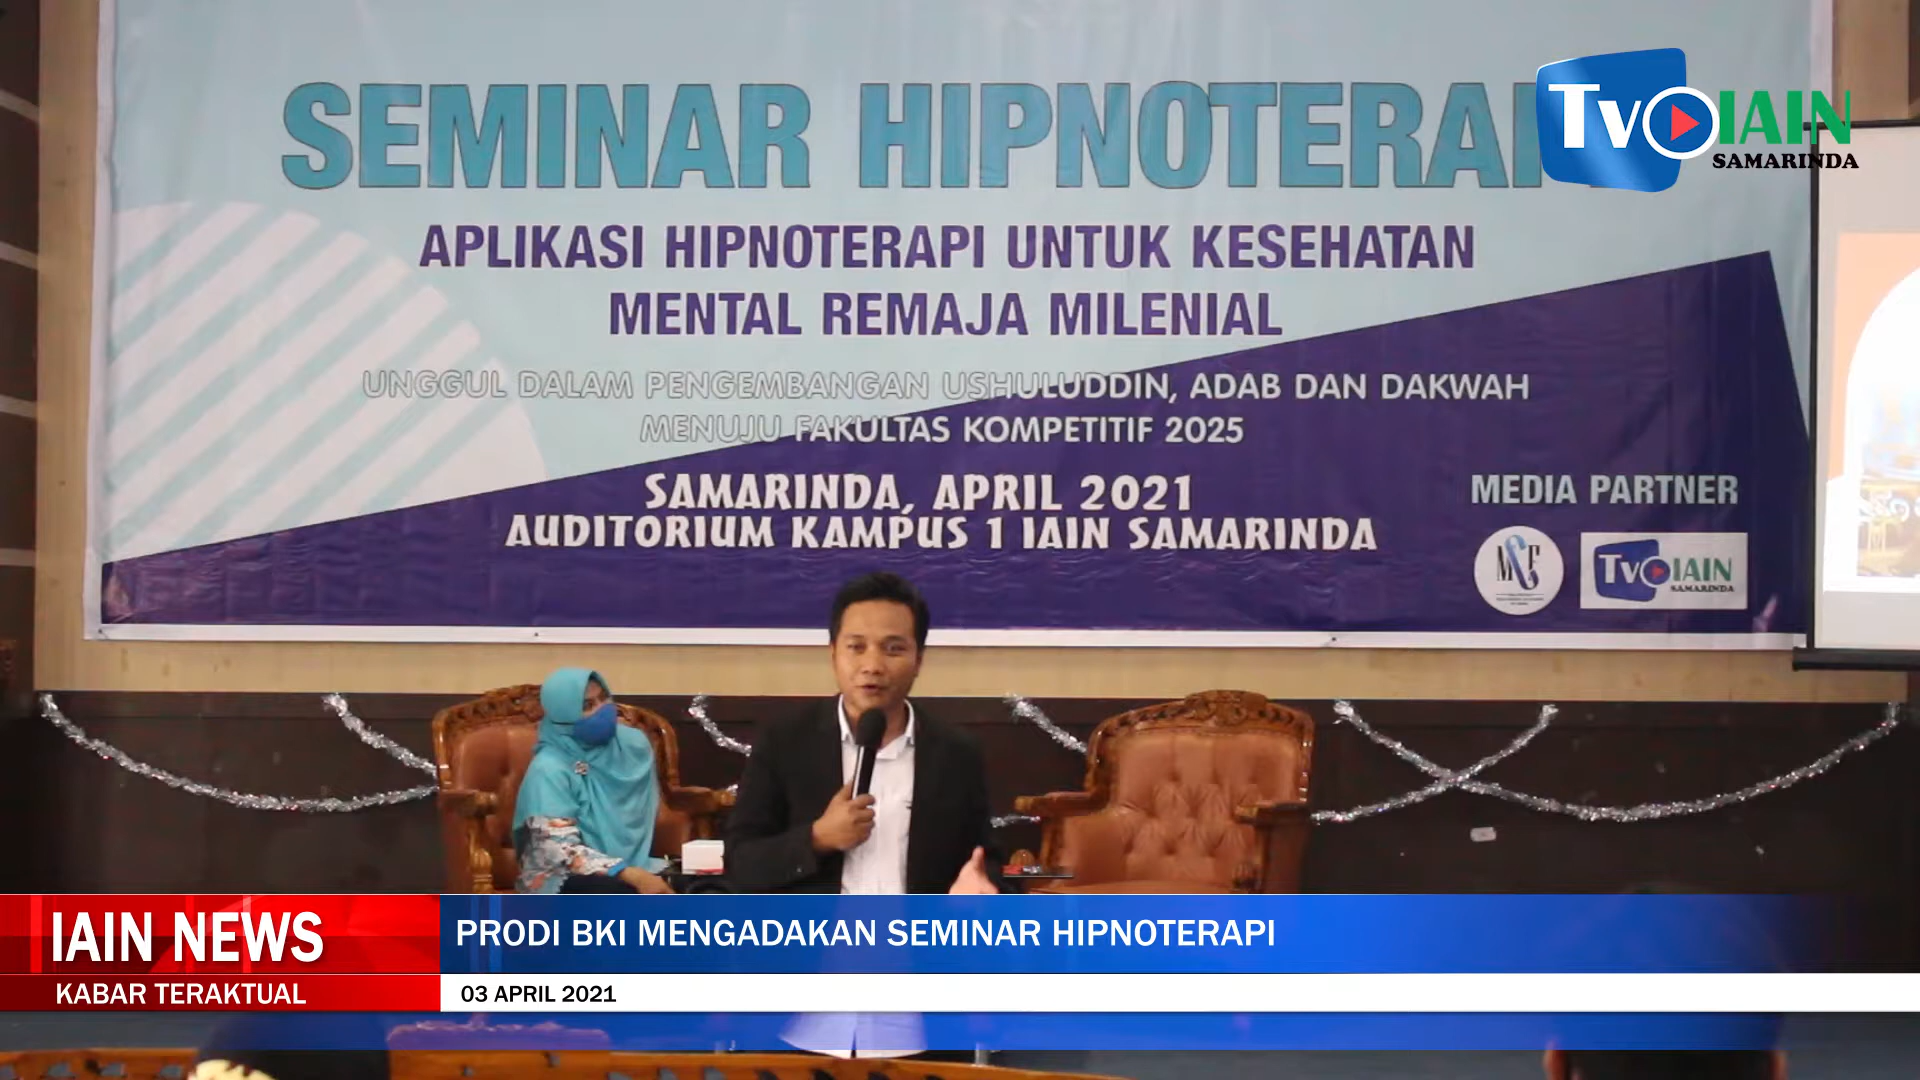 SEMINAR HIPNOTERAPI
TV IAIN
SAMARINDA
APLIKASI HIPNOTERAPI UNTUK KESEHATAN
MENTAL REMAJA MILENIAL
UNGGUL DALAM PENGEMBANGAN USHULUDDIN, ADAB DAN DAKWAH
MENUJU FAKULTAS KOMPETITIF 2025
SAMARINDA, APRIL 2021
AUDITORIUM KAMPUS 1 IAIN SAMARINDA
MEDIA PARTNER
TV IAIN
SAMARINDA
IAIN NEWS
PRODI BKI MENGADAKAN SEMINAR HIPNOTERAPI
KABAR TERAKTUAL
03 APRIL 2021